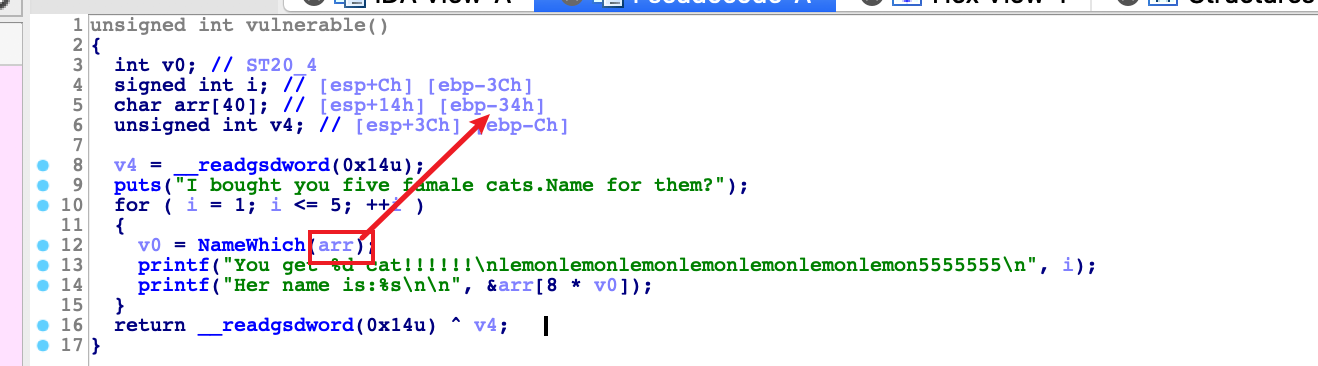 IDA View-A Pseudocode-A Hex View-1 Structures
1 unsigned int vulnerable()
2 {
3 int v0; // ST20_4
4 signed int i; // [esp+Ch] [ebp-3Ch]
5 char arr[40]; // [esp+14h] [ebp-34h]
6 unsigned int v4; // [esp+3Ch] [ebp-Ch]
7
8 v4 = __readgsdword(0x14u);
9 puts("I bought you five famale cats.Name for them?");
10 for ( i = 1; i <= 5; ++i )
11 {
12 v0 = NameWhich(arr);
13 printf("You get %d cat!!!!!!\nlemonlemonlemonlemonlemonlemonlemon5555555\n", i);
14 printf("Her name is:%s\n\n", &arr[8 * v0]);
15 }
16 return __readgsdword(0x14u) ^ v4;
17 }